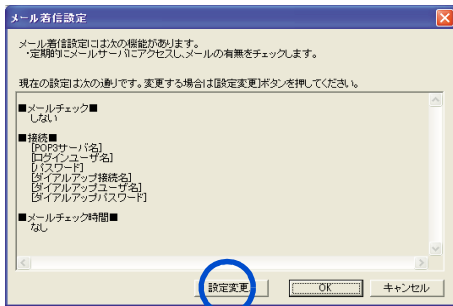 メール着信設定
メール着信設定には次の機能があります。
・定期的にメールサーバにアクセスし、メールの有無をチェックします。
現在の設定は次の通りです。変更する場合は[設定変更]ボタンを押してください。
■メールチェック■
しない
■接続■
[POP3サーバ名]
[ログインユーザ名]
[パスワード]
[ダイアルアップ接続名]
[ダイアルアップユーザ名]
[ダイアルアップパスワード]
■メールチェック時間■
なし
設定変更 OK キャンセル